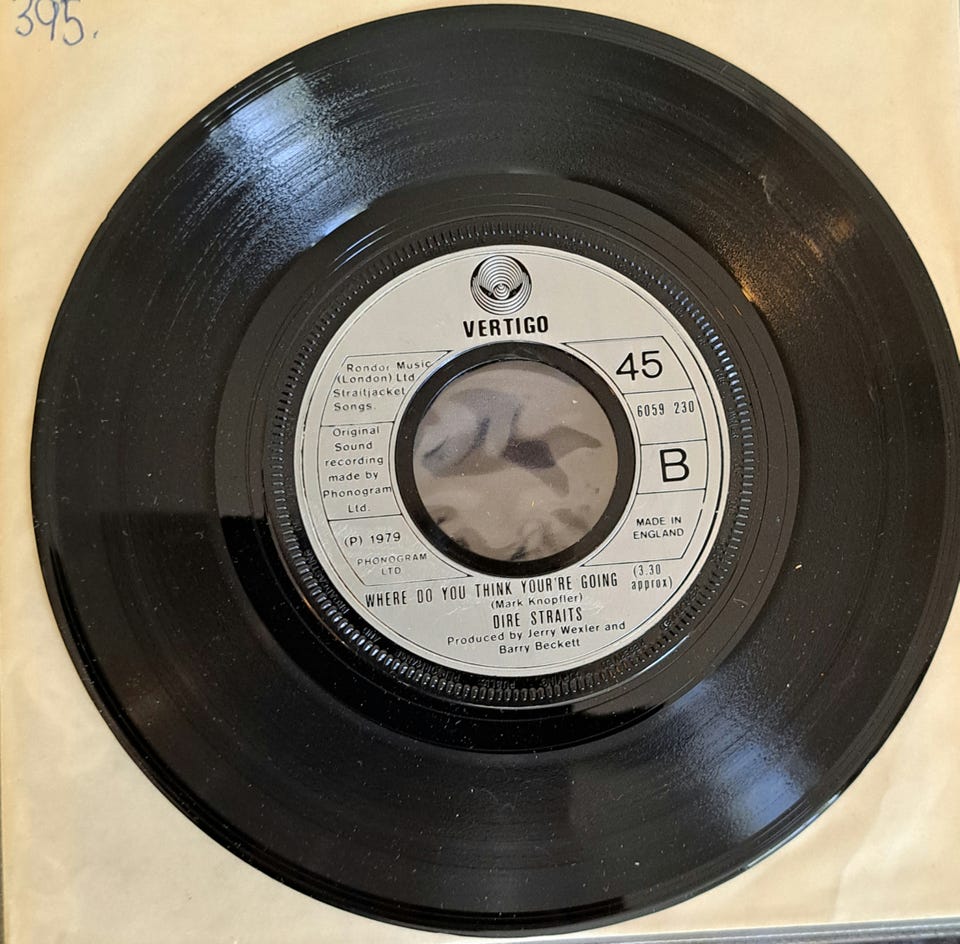 395.
VERTIGO
Rondor Music
(London) Ltd.
Straitjacket
Songs.
Original
Sound
recording
made by
Phonogram
Ltd.
(P) 1979
PHONOGRAM
LTD.
45
6059 230
B
MADE IN
ENGLAND
WHERE DO YOU THINK YOUR'RE GOING
(3.30
approx)
(Mark Knopfler)
DIRE STRAITS
Produced by Jerry Wexler and
Barry Beckett